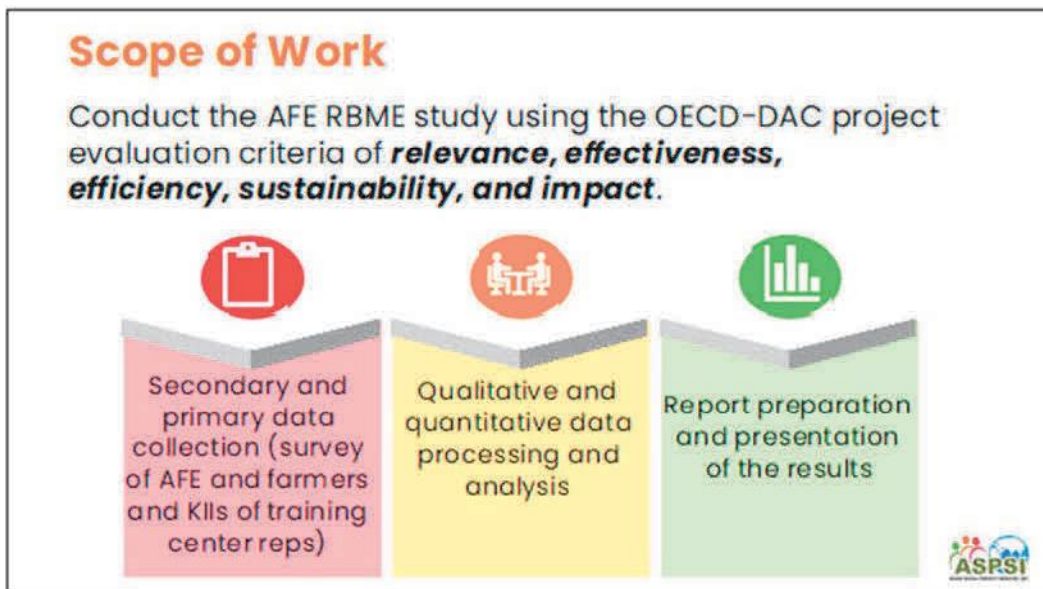 Scope of Work
Conduct the AFE RBME study using the OECD-DAC project
evaluation criteria of relevance, effectiveness,
efficiency, sustainability, and impact.
Secondary and
primary data
collection (survey
of AFE and farmers
and KIIs of training
center reps)
Qualitative and
quantitative data
processing and
analysis
Report preparation
and presentation
of the results
ASPSI